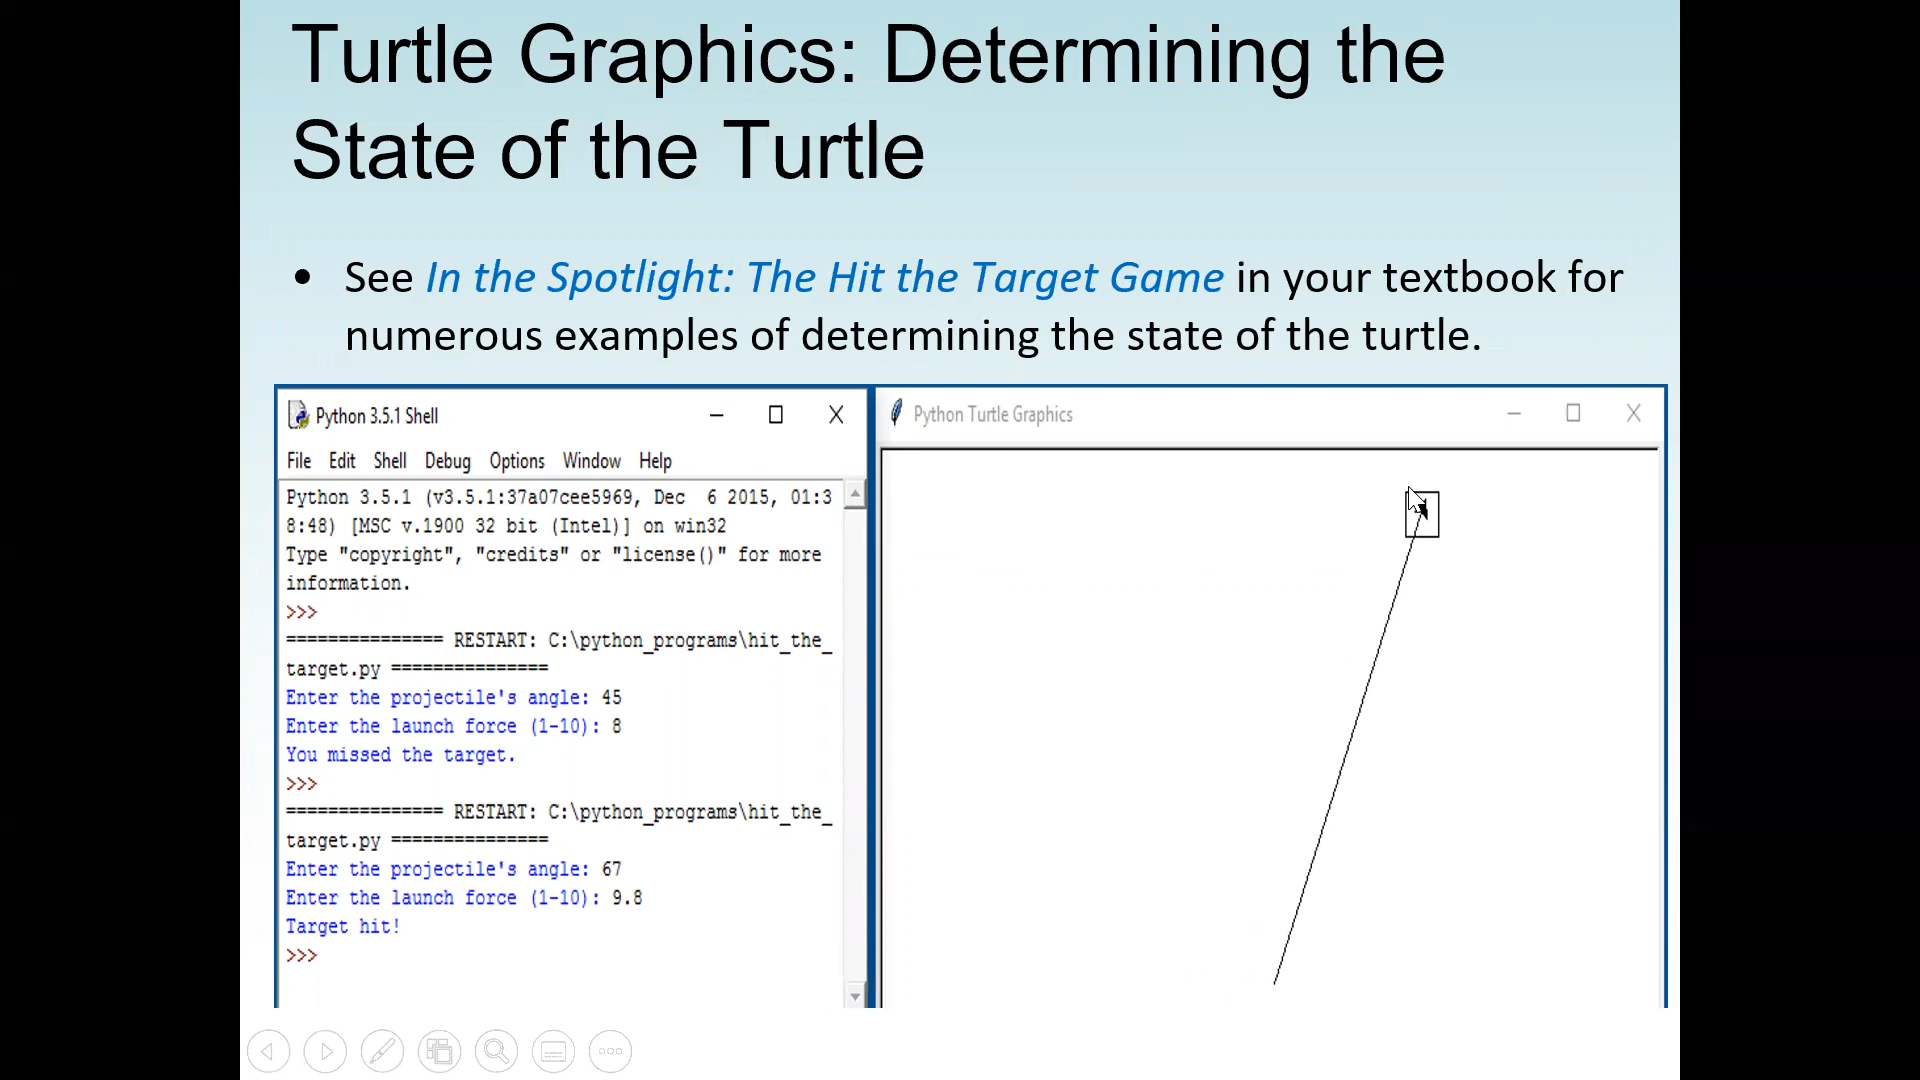 Turtle Graphics: Determining the
State of the Turtle
• See In the Spotlight: The Hit the Target Game in your textbook for
numerous examples of determining the state of the turtle.
Python 3.5.1 Shell
File Edit Shell Debug Options Window Help
Python 3.5.1 (v3.5.1:37a07cee5969, Dec  6 2015, 01:3
8:48) [MSC v.1900 32 bit (Intel)] on win32
Type "copyright", "credits" or "license()" for more
information.
>>>
=============== RESTART: C:\python_programs\hit_the_
target.py ===============
Enter the projectile's angle: 45
Enter the launch force (1-10): 8
You missed the target.
>>>
=============== RESTART: C:\python_programs\hit_the_
target.py ===============
Enter the projectile's angle: 67
Enter the launch force (1-10): 9.8
Target hit!
>>>
Python Turtle Graphics